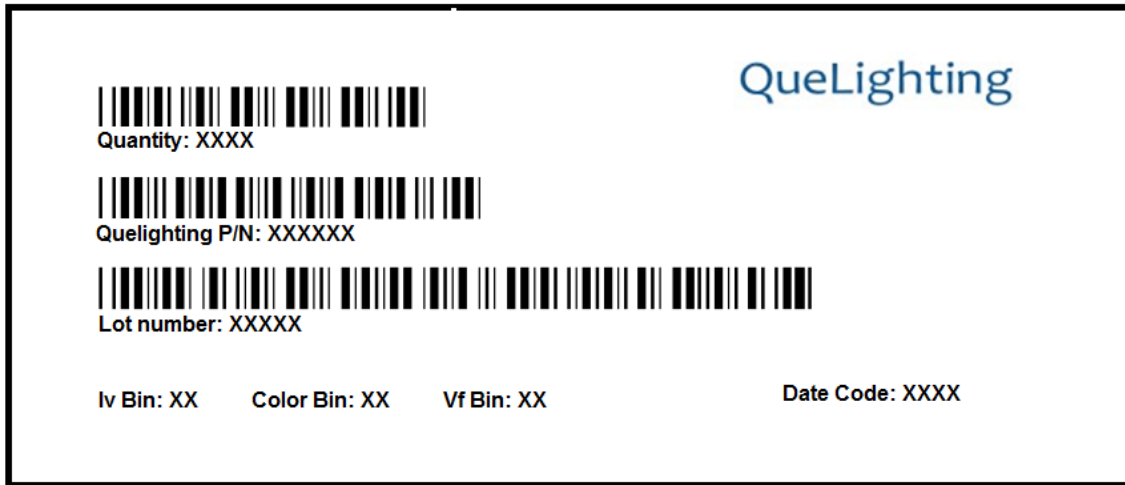 QueLighting
Quantity: XXXX
Quelighting P/N: XXXXXX
Lot number: XXXXX
Iv Bin: XX Color Bin: XX Vf Bin: XX Date Code: XXXX